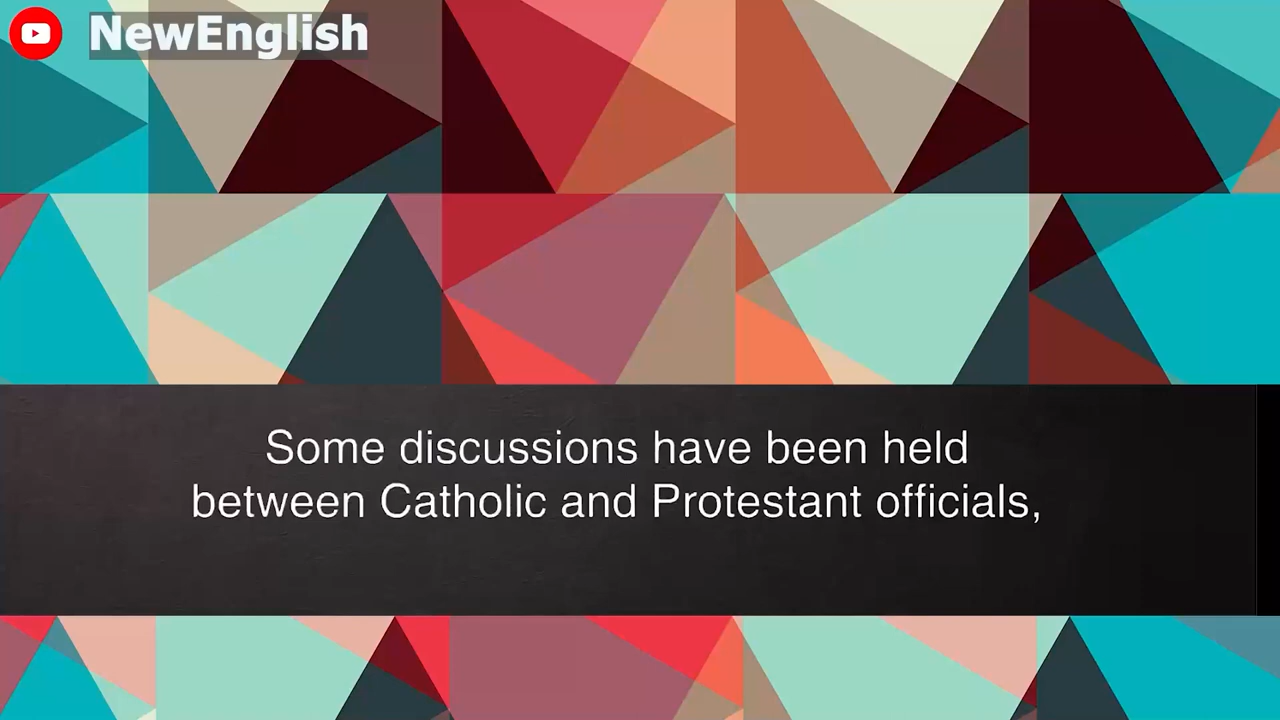 NewEnglish
Some discussions have been held
between Catholic and Protestant officials,